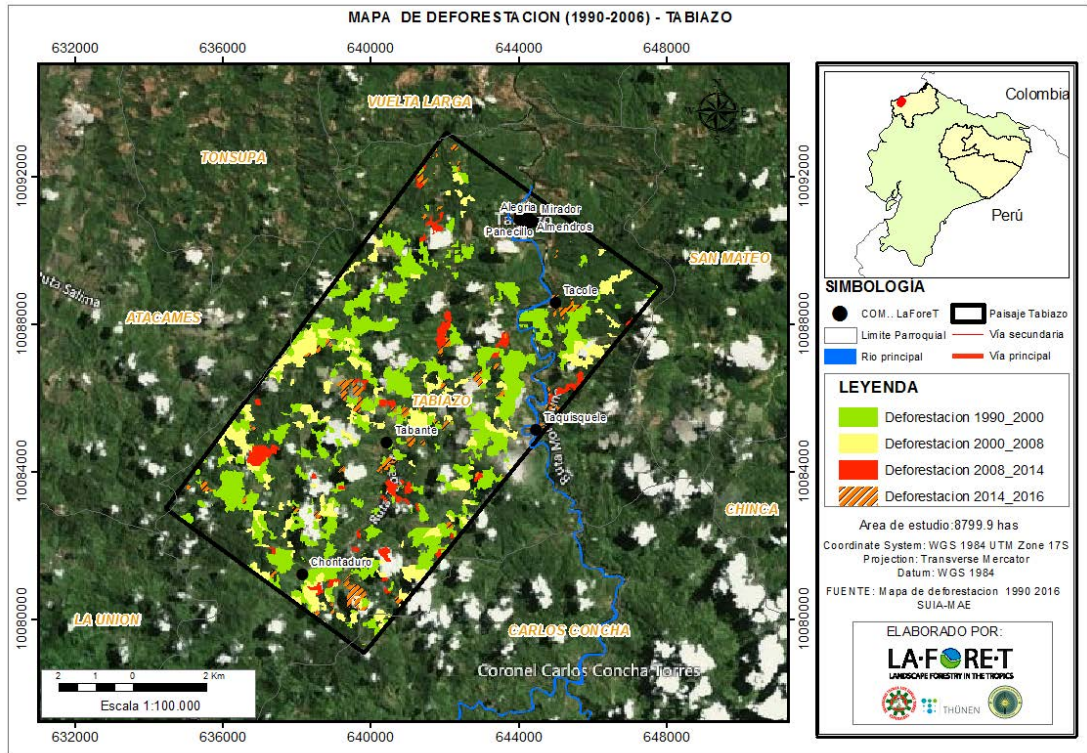 MAPA DE DEFORESTACION (1990-2006) - TABIAZO
632000 636000 640000 644000 648000
VUELTA LARGA
TONSUPA
10092000 10092000
Alegria Mirador
Panecillo Almendros
SAN MATEO
Tacole
ATACAMES
10088000 10088000
TABIAZO
Taquisquele
Tabante
10084000 10084000
CHINCA
Chontaduro
LA UNION
10080000 10080000
CARLOS CONCHA
Coronel Carlos Concha Torres
2 1 0 2 Km
Escala 1:100.000
632000 636000 640000 644000 648000
Colombia
Perú
SIMBOLOGÌA
COM.. LaForeT
Paisaje Tabiazo
Limite Parroquial
Vía secundaria
Rio principal
Vía principal
LEYENDA
Deforestacion 1990_2000
Deforestacion 2000_2008
Deforestacion 2008_2014
Deforestacion 2014_2016
Area de estudio:8799.9 has
Coordinate System: WGS 1984 UTM Zone 17S
Projection: Transverse Mercator
Datum: WGS 1984
FUENTE: Mapa de deforestacion 1990 2016
SUIA-MAE
ELABORADO POR:
LA·FORE·T
LANDSCAPE FORESTRY IN THE TROPICS
THÜNEN